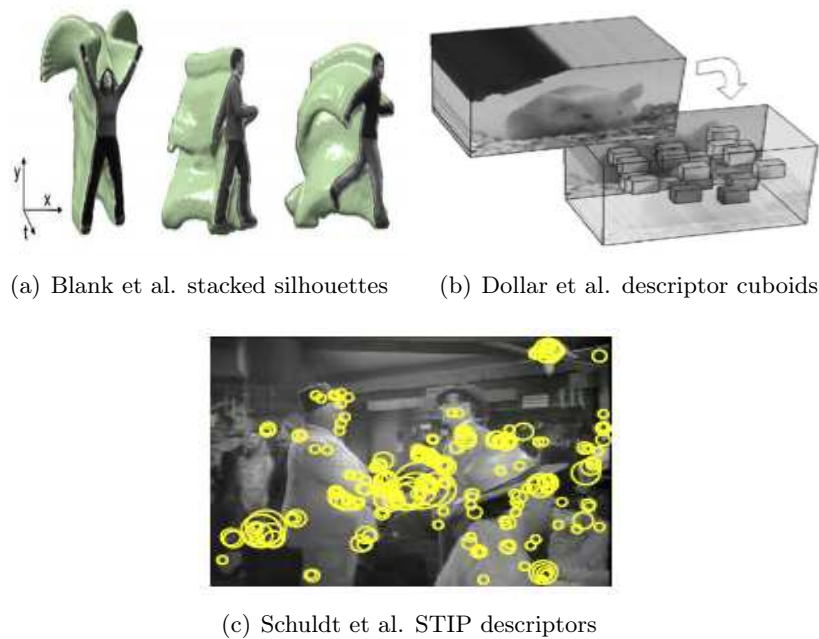 y
x
t
(a) Blank et al. stacked silhouettes
(b) Dollar et al. descriptor cuboids
(c) Schuldt et al. STIP descriptors